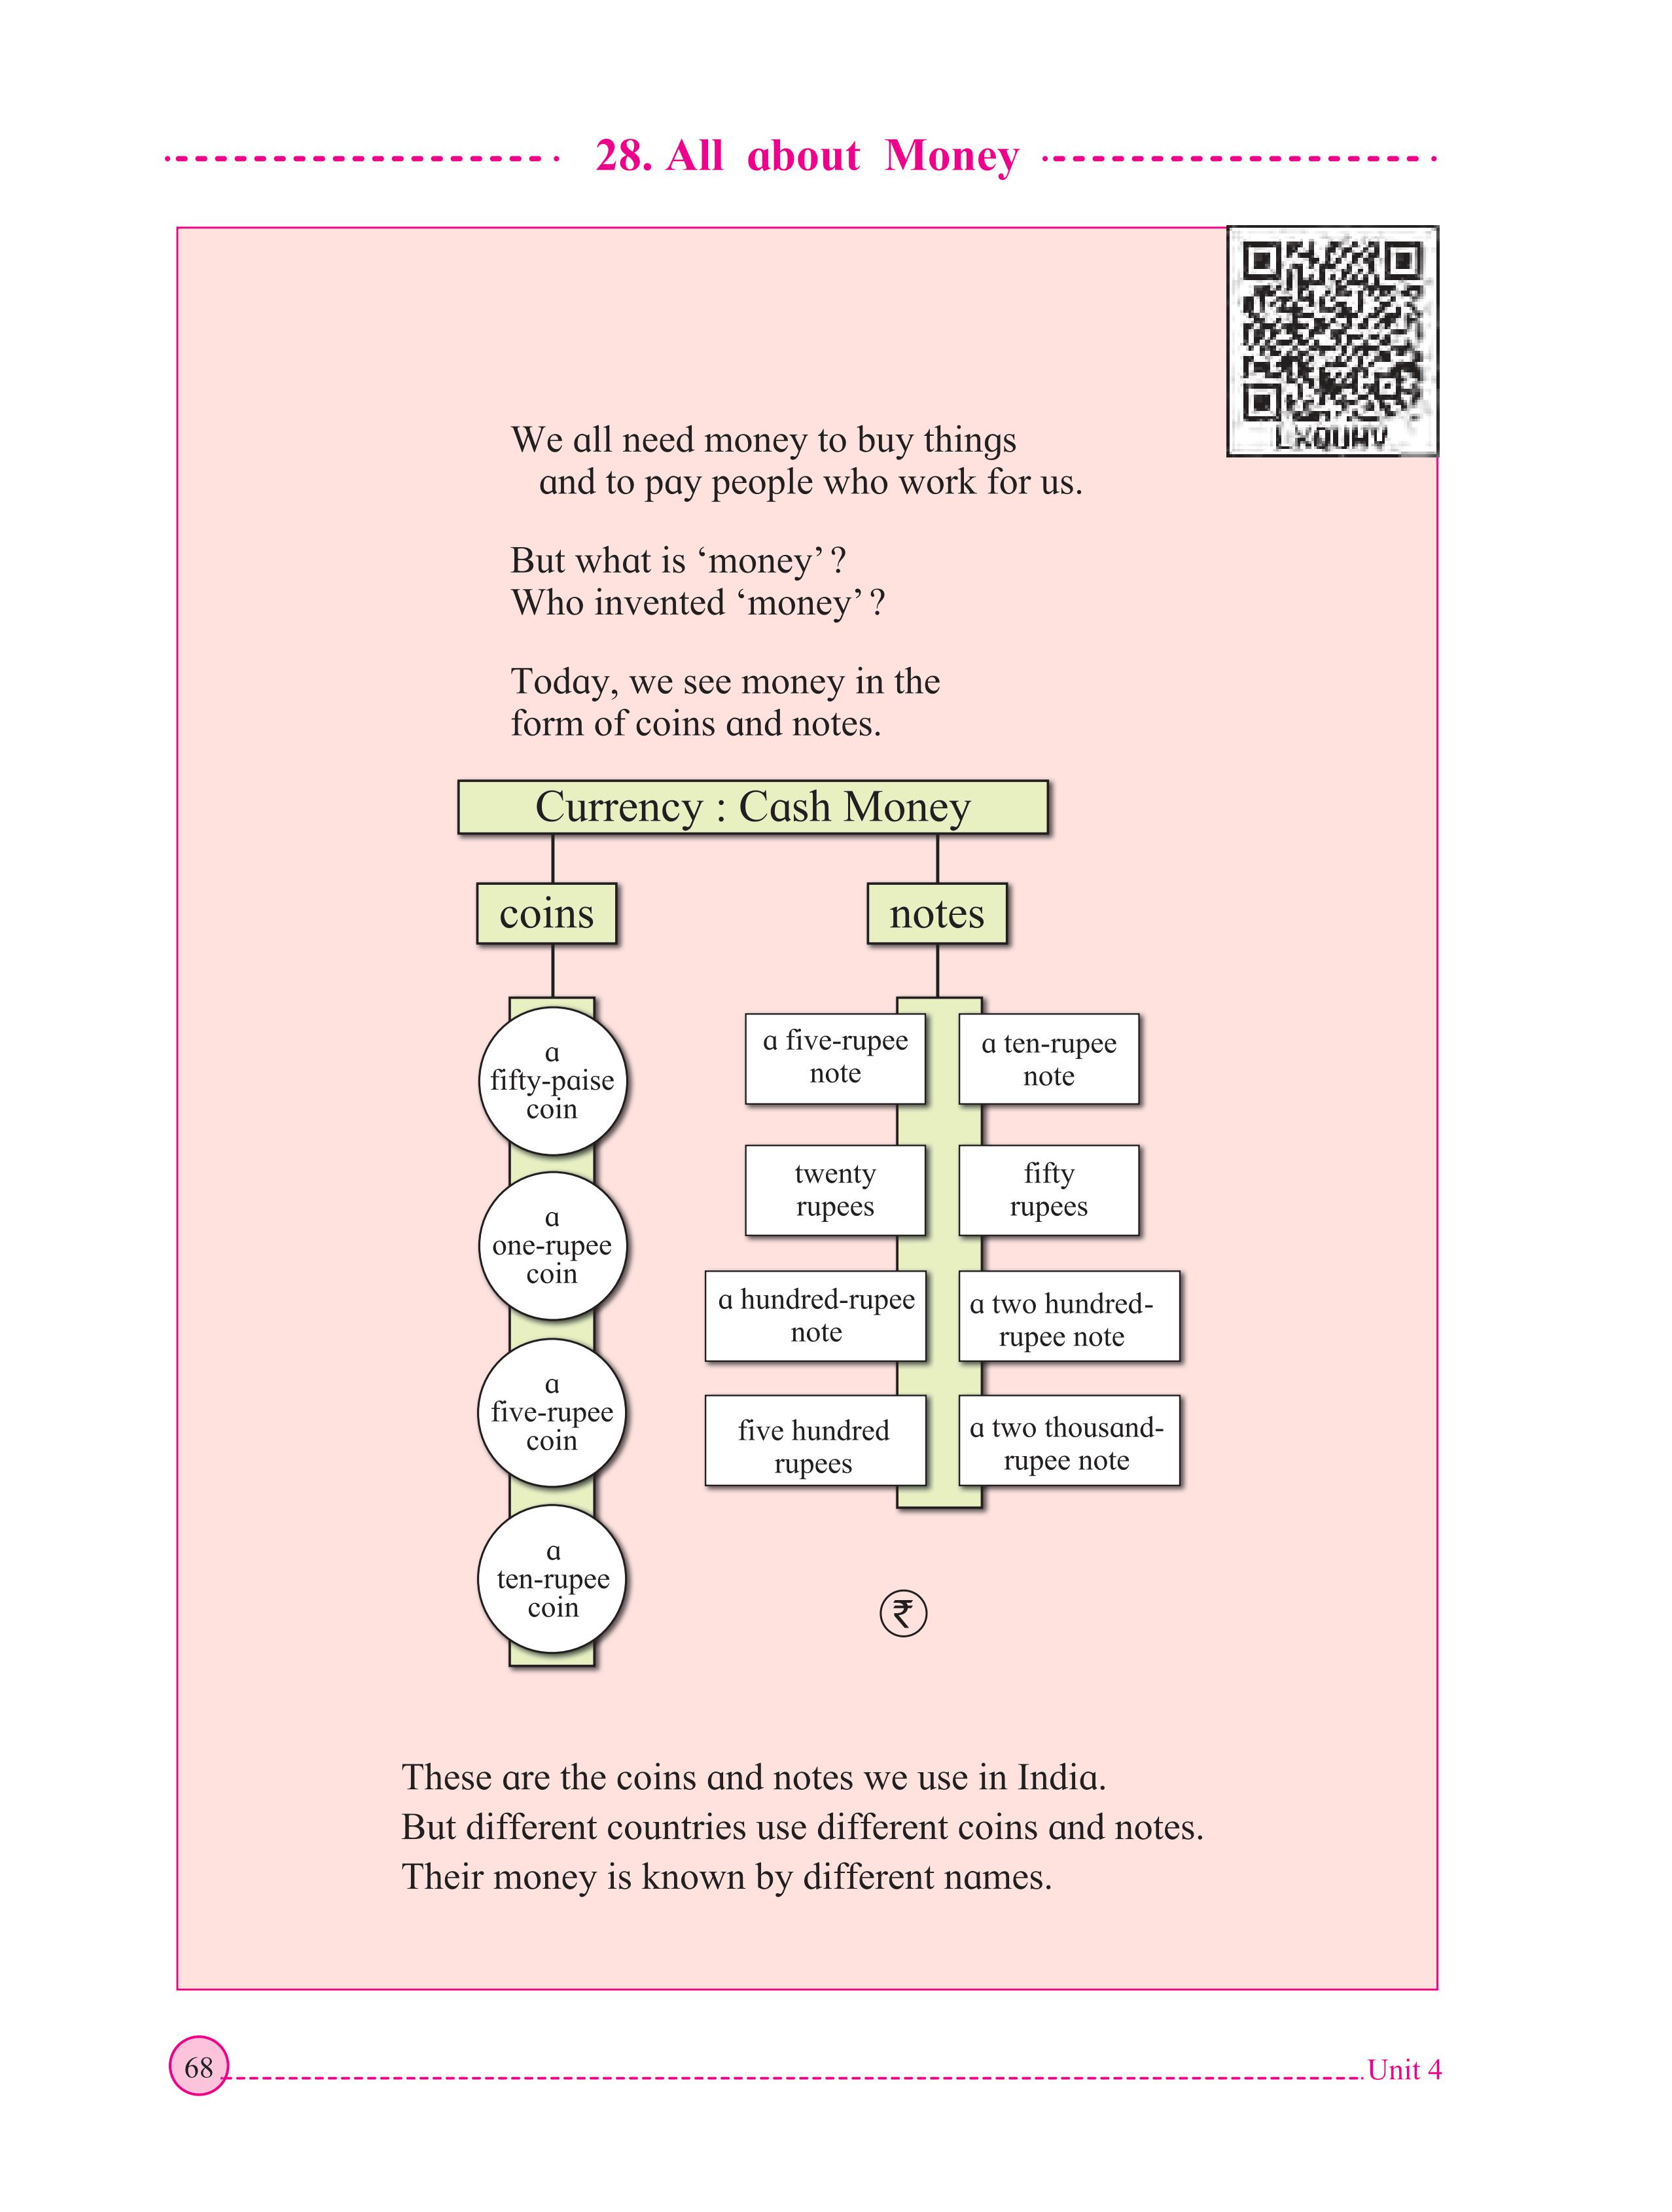 28. All about Money
We all need money to buy things
and to pay people who work for us.
But what is ‘money’?
Who invented ‘money’?
Today, we see money in the
form of coins and notes.
Currency : Cash Money
coins
notes
a
fifty-paise
coin
a
one-rupee
coin
a
five-rupee
coin
a
ten-rupee
coin
a five-rupee
note
a ten-rupee
note
twenty
rupees
fifty
rupees
a hundred-rupee
note
a two hundred-
rupee note
five hundred
rupees
a two thousand-
rupee note
₹
These are the coins and notes we use in India.
But different countries use different coins and notes.
Their money is known by different names.
68
Unit 4